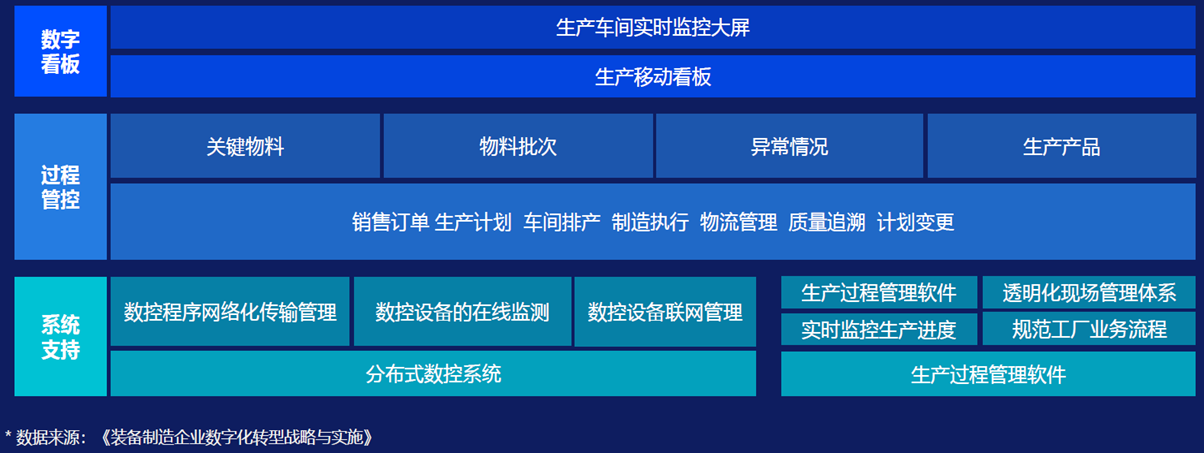 数字
看板
生产车间实时监控大屏
生产移动看板
过程
管控
关键物料
物料批次
异常情况
生产产品
销售订单 生产计划 车间排产 制造执行 物流管理 质量追溯 计划变更
系统
支持
数控程序网络化传输管理
数控设备的在线监测
数控设备联网管理
分布式数控系统
生产过程管理软件
透明化现场管理体系
实时监控生产进度
规范工厂业务流程
生产过程管理软件
* 数据来源：《装备制造企业数字化转型战略与实施》